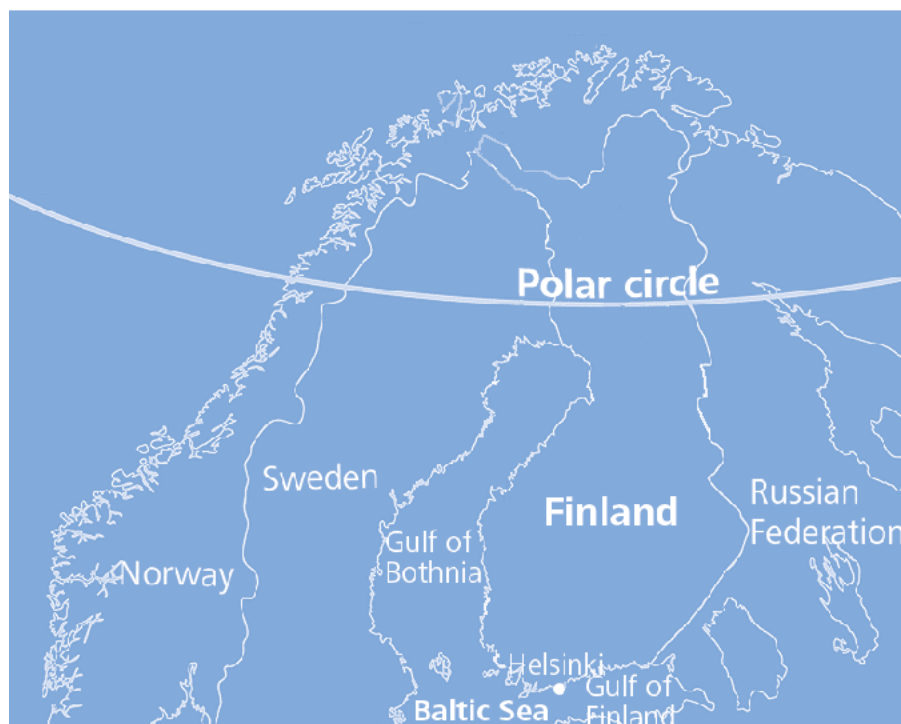 Polar circle
Sweden
Finland
Russian
Federation
Gulf of
Bothnia
Norway
Helsinki
Gulf of
Finland
Baltic Sea